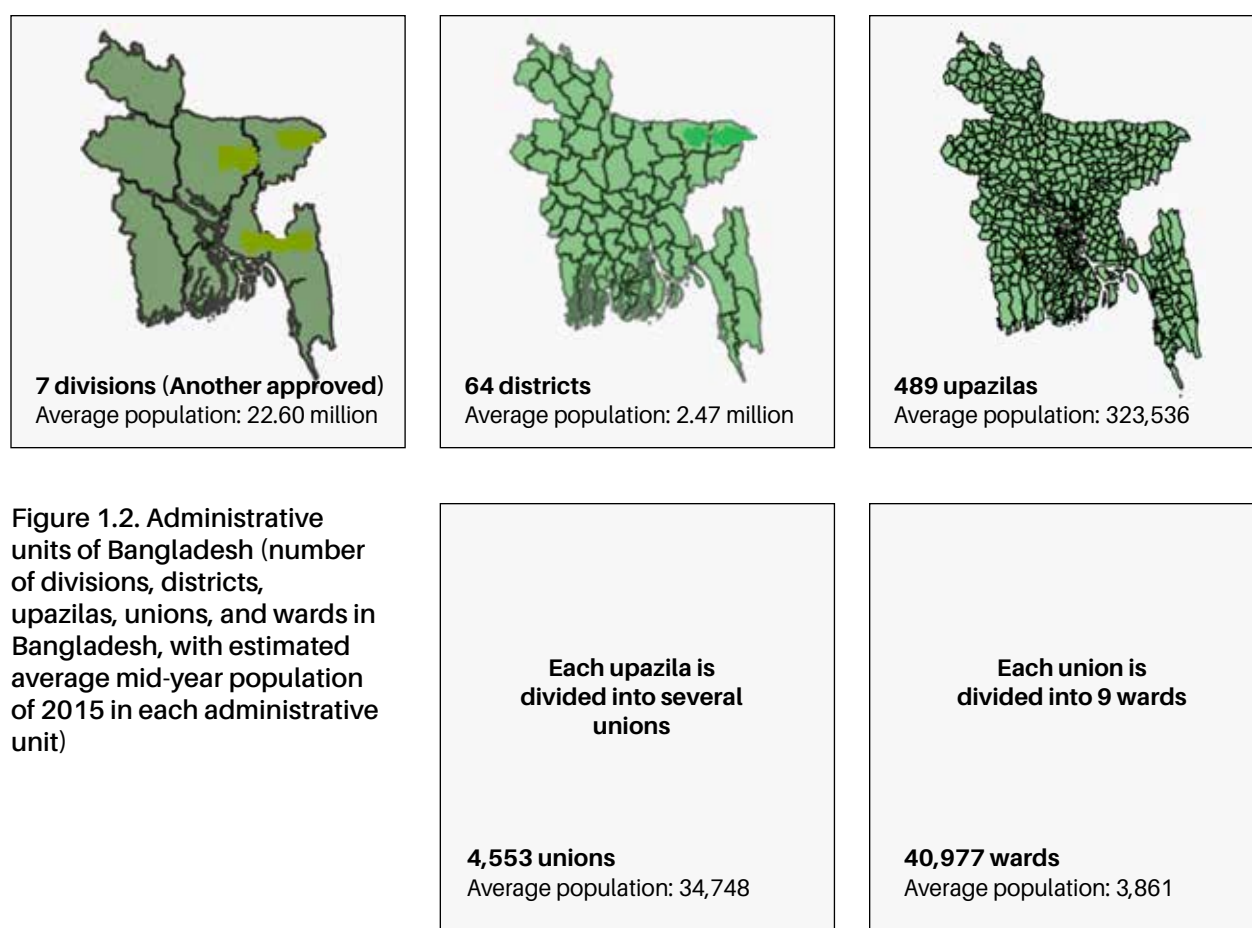 7 divisions (Another approved)
Average population: 22.60 million
64 districts
Average population: 2.47 million
489 upazilas
Average population: 323,536
Figure 1.2. Administrative
units of Bangladesh (number
of divisions, districts,
upazilas, unions, and wards in
Bangladesh, with estimated
average mid-year population
of 2015 in each administrative
unit)
Each upazila is
divided into several
unions
4,553 unions
Average population: 34,748
Each union is
divided into 9 wards
40,977 wards
Average population: 3,861